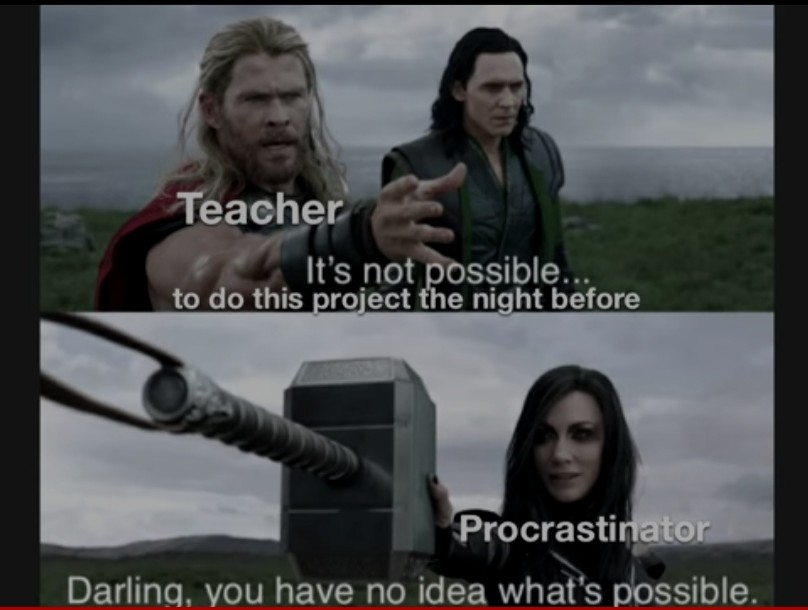 Teacher
It's not possible...
to do this project the night before
Procrastinator
Darling, you have no idea what's possible.